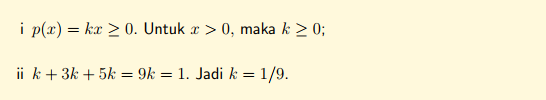 i p(x) = kx ≥ 0. Untuk x > 0, maka k ≥ 0;
ii k + 3k + 5k = 9k = 1. Jadi k = 1/9.